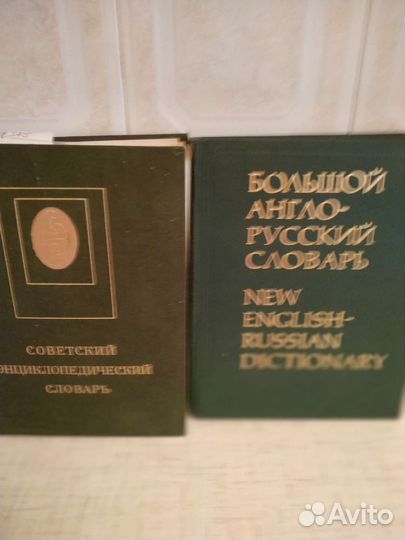 СОВЕТСКИЙ
ЭНЦИКЛОПЕДИЧЕСКИЙ
СЛОВАРЬ
БОЛЬШОЙ
АНГЛО-
РУССКИЙ
СЛОВАРЬ
NEW
ENGLISH-
RUSSIAN
DICTIONARY
Avito